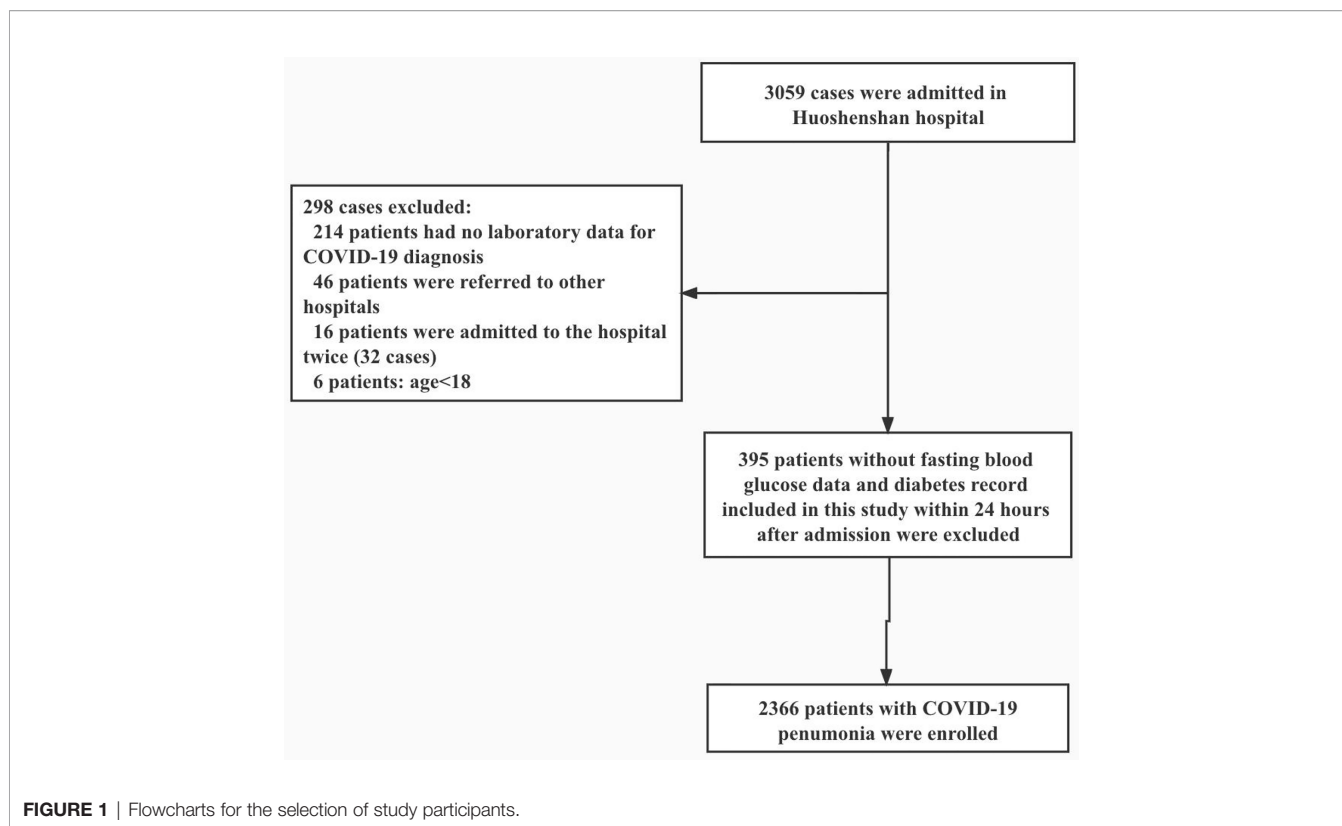 3059 cases were admitted in
Huoshenshan hospital
298 cases excluded:
214 patients had no laboratory data for
COVID-19 diagnosis
46 patients were referred to other
hospitals
16 patients were admitted to the hospital
twice (32 cases)
6 patients: age<18
395 patients without fasting blood
glucose data and diabetes record
included in this study within 24 hours
after admission were excluded
2366 patients with COVID-19
penumonia were enrolled
FIGURE 1 | Flowcharts for the selection of study participants.